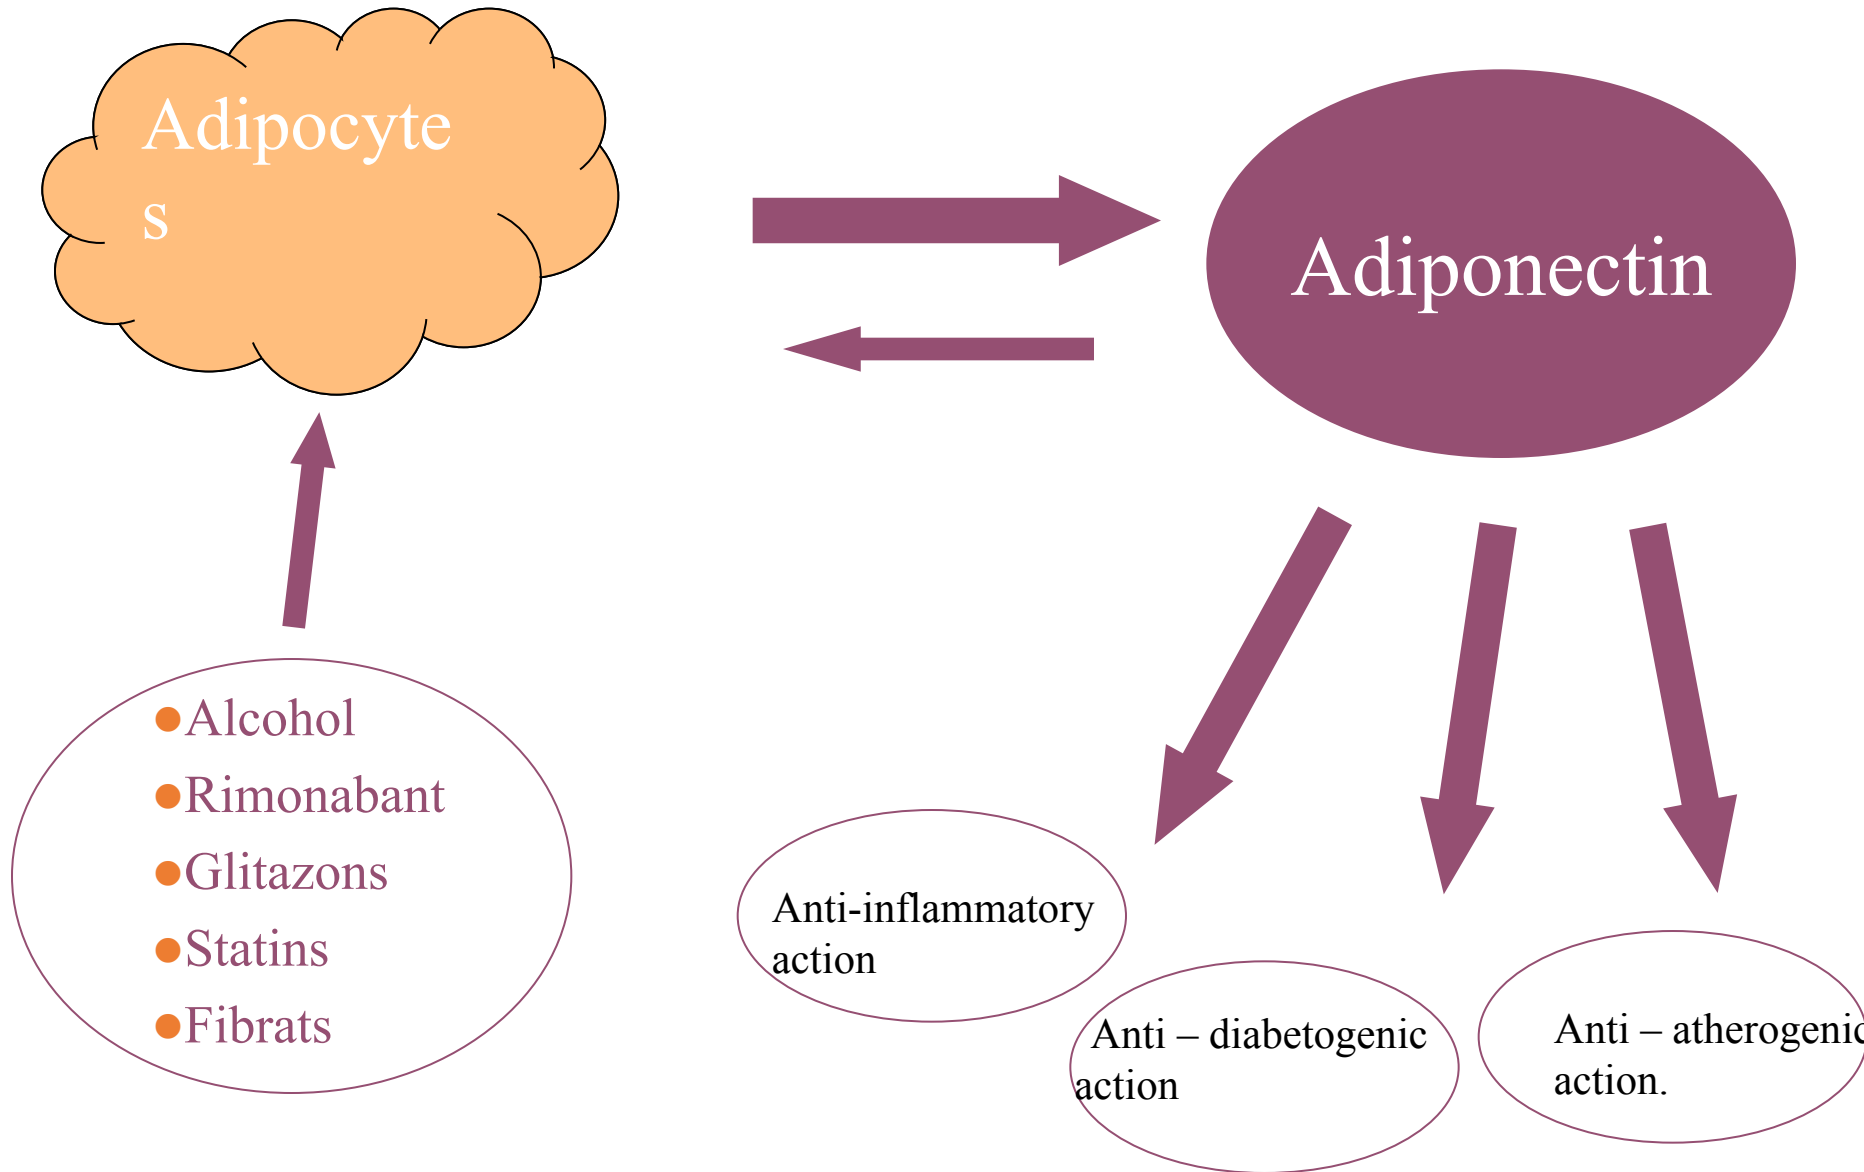 Adipocyte
s
Adiponectin
●Alcohol
●Rimonabant
●Glitazons
●Statins
●Fibrats
Anti-inflammatory
action
Anti – diabetogenic
action
Anti – atherogenic
action.